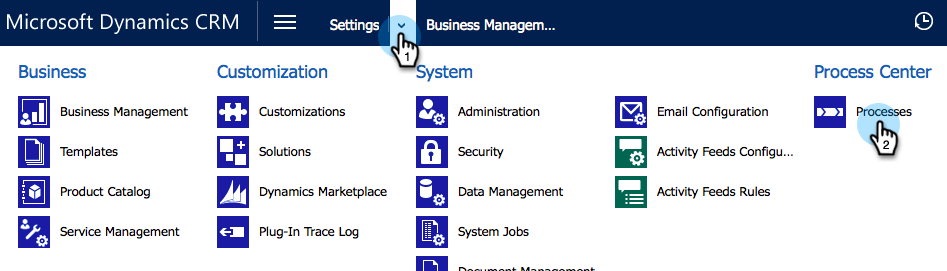 Microsoft Dynamics CRM
Settings
Business Managem...
1
Business
Business Management
Templates
Product Catalog
Service Management
Customization
Customizations
Solutions
Dynamics Marketplace
Plug-In Trace Log
System
Administration
Security
Data Management
System Jobs
Document Management
Email Configuration
Activity Feeds Configu...
Activity Feeds Rules
Process Center
Processes
2